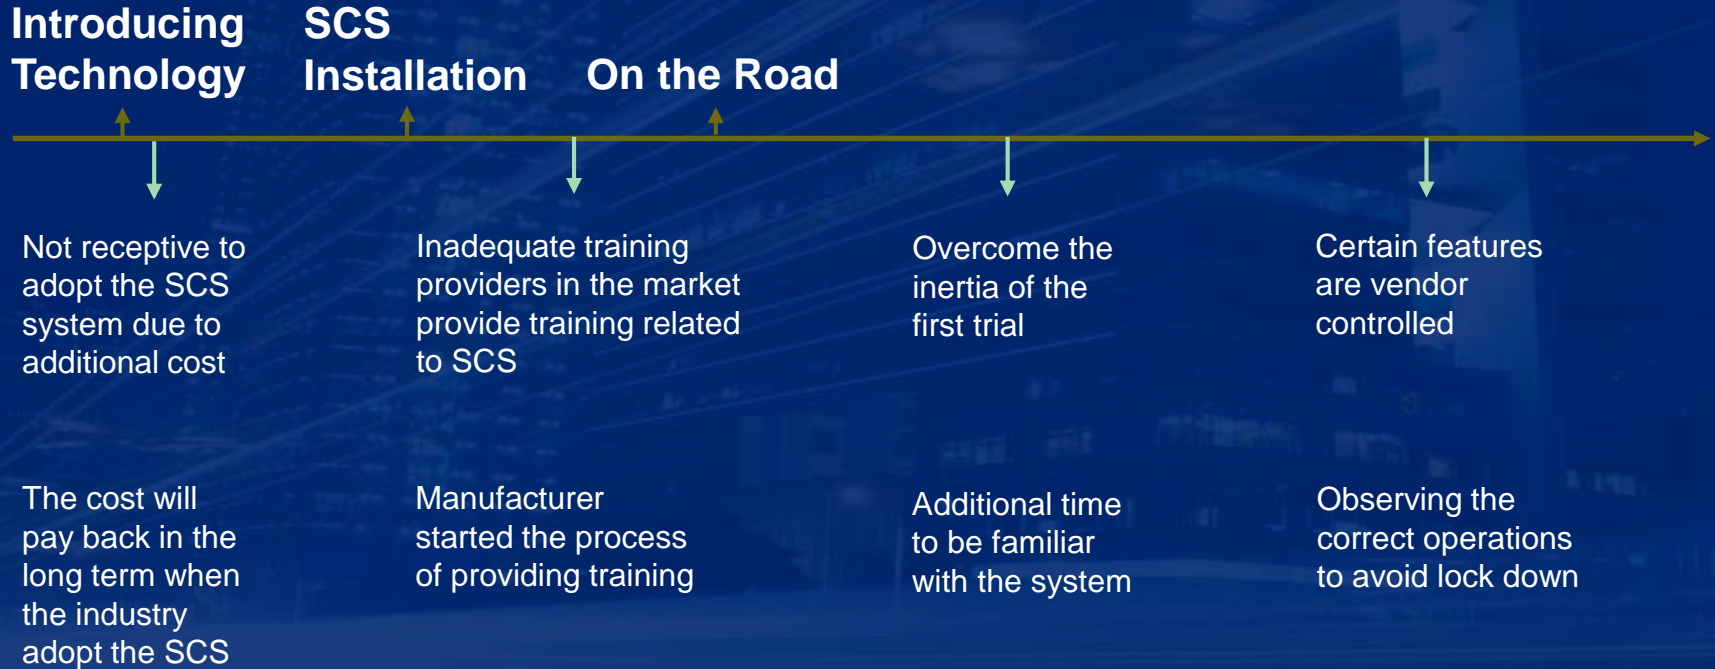 Introducing
Technology
SCS
Installation
On the Road
Not receptive to
adopt the SCS
system due to
additional cost
Inadequate training
providers in the market
provide training related
to SCS
Overcome the
inertia of the
first trial
Certain features
are vendor
controlled
The cost will
pay back in the
long term when
the industry
adopt the SCS
Manufacturer
started the process
of providing training
Additional time
to be familiar
with the system
Observing the
correct operations
to avoid lock down